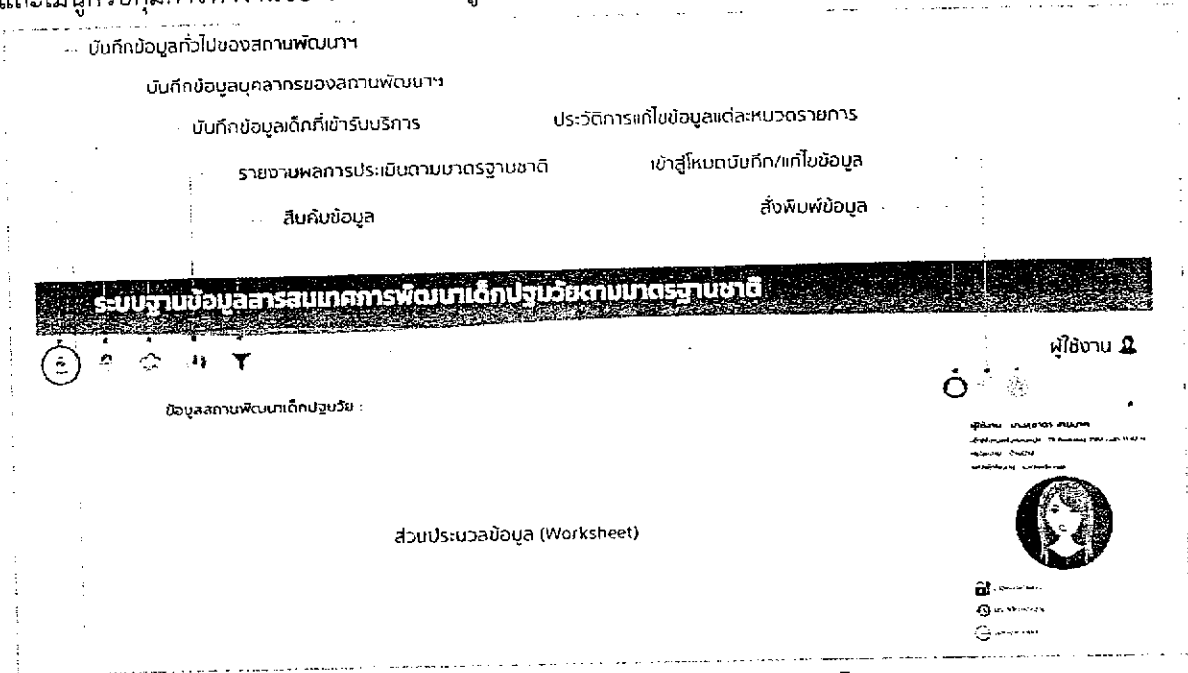 บันทึกข้อมูลทั่วไปของสถานพัฒนาฯ
บันทึกข้อมูลบุคลากรของสถานพัฒนาฯ
บันทึกข้อมูลเด็กที่เข้ารับบริการ
ประวัติการแก้ไขข้อมูลแต่ละหมวดรายการ
รายงานผลการประเมินตามมาตรฐานชาติ
เข้าสู่โหมดบันทึก/แก้ไขข้อมูล
สืบค้นข้อมูล
สั่งพิมพ์ข้อมูล
ระบบฐานข้อมูลสารสนเทศการพัฒนาเด็กปฐมวัยตามมาตรฐานชาติ
ผู้ใช้งาน
ข้อมูลสถานพัฒนาเด็กปฐมวัย :
ผู้ใช้งาน :
ส่วนประมวลข้อมูล (Worksheet)